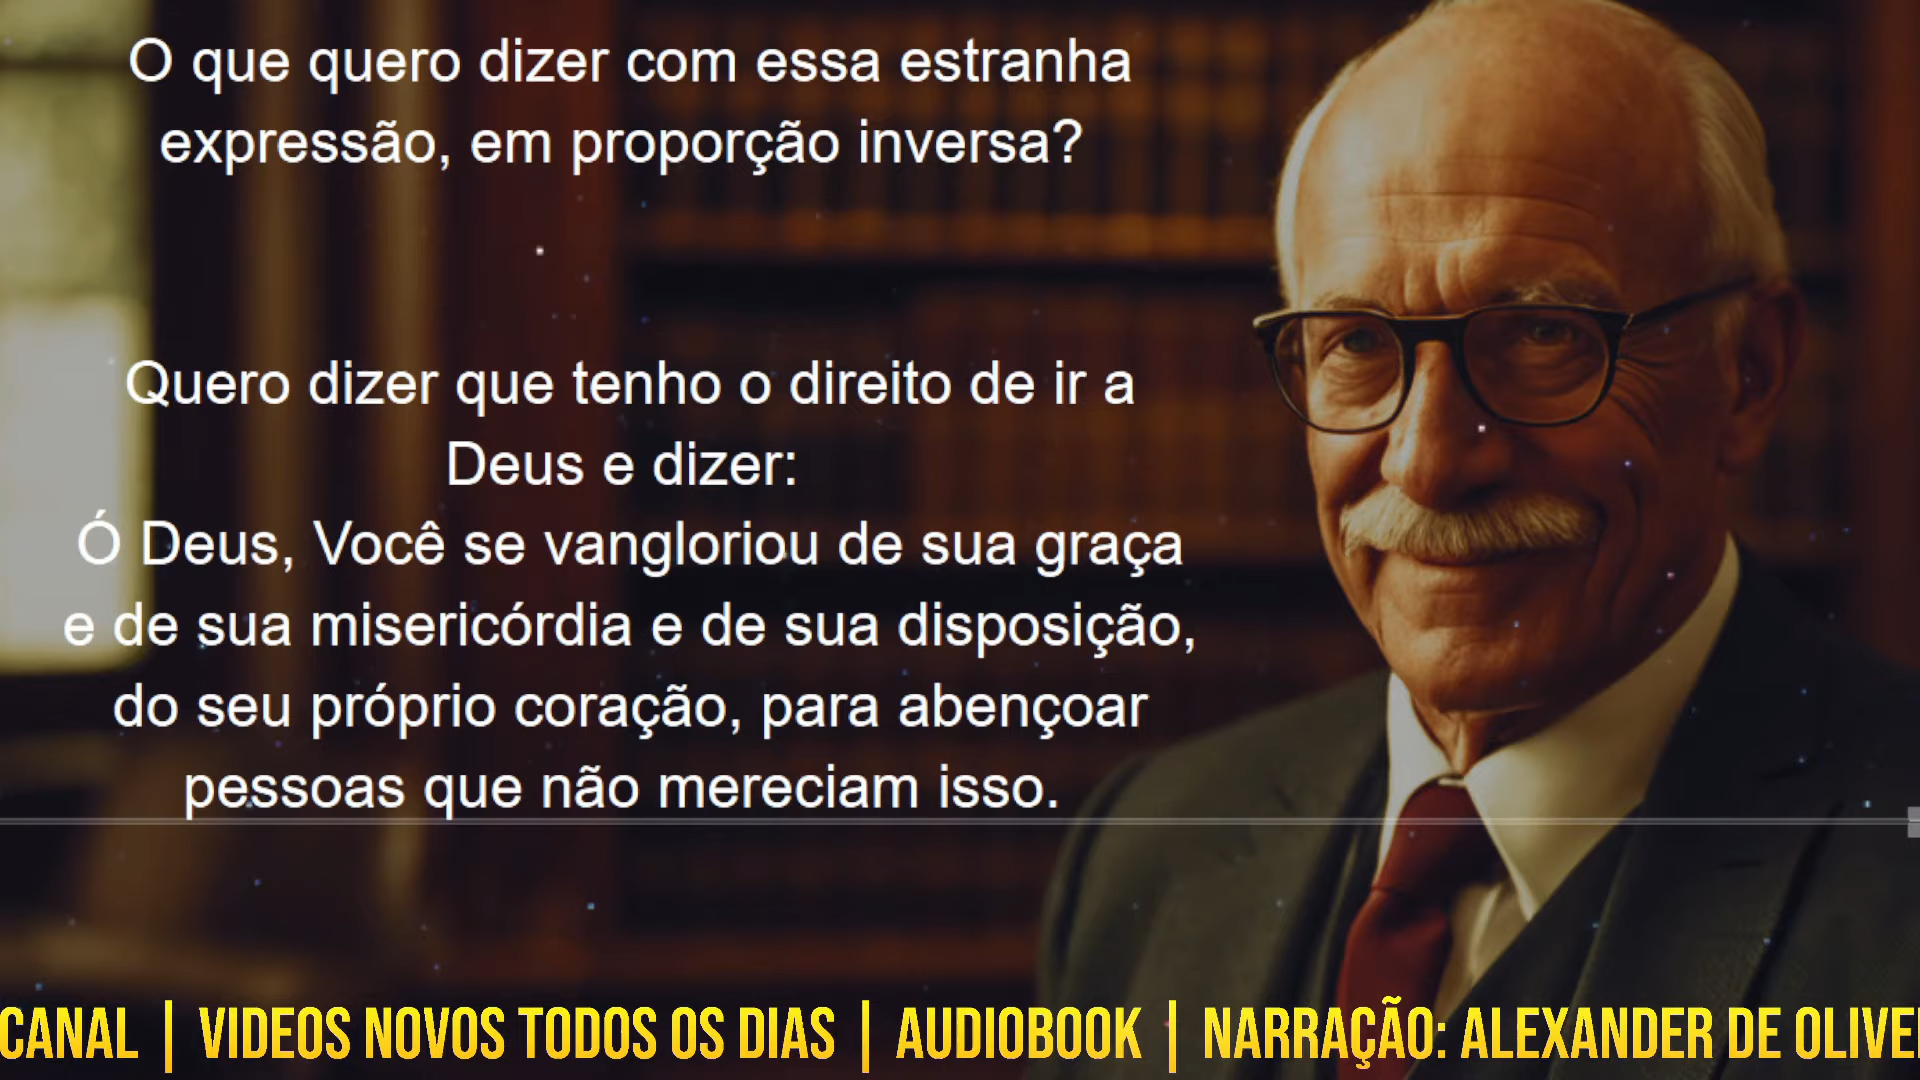 O que quero dizer com essa estranha
expressão, em proporção inversa?
Quero dizer que tenho o direito de ir a
Deus e dizer:
Ó Deus, Você se vangloriou de sua graça
e de sua misericórdia e de sua disposição,
do seu próprio coração, para abençoar
pessoas que não mereciam isso.
CANAL | VIDEOS NOVOS TODOS OS DIAS | AUDIOBOOK | NARRAÇÃO: ALEXANDER DE OLIVE